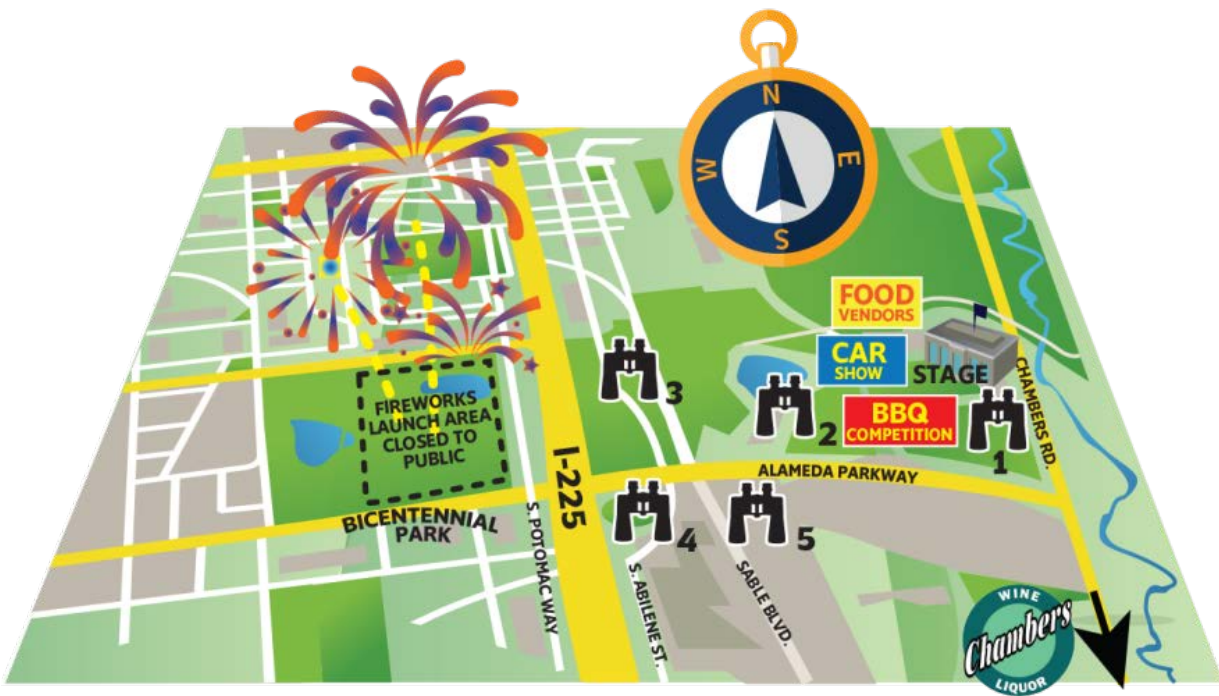 N
W
E
S
FOOD
VENDORS
CAR
SHOW
STAGE
BBQ
COMPETITION
CHAMBERS RD.
3
2
1
FIREWORKS
LAUNCH AREA
CLOSED TO
PUBLIC
I-225
ALAMEDA PARKWAY
BICENTENNIAL
PARK
S. POTOMAC WAY
4
5
S. ABILENE ST.
SABLE BLVD.
WINE
Chambers
LIQUOR